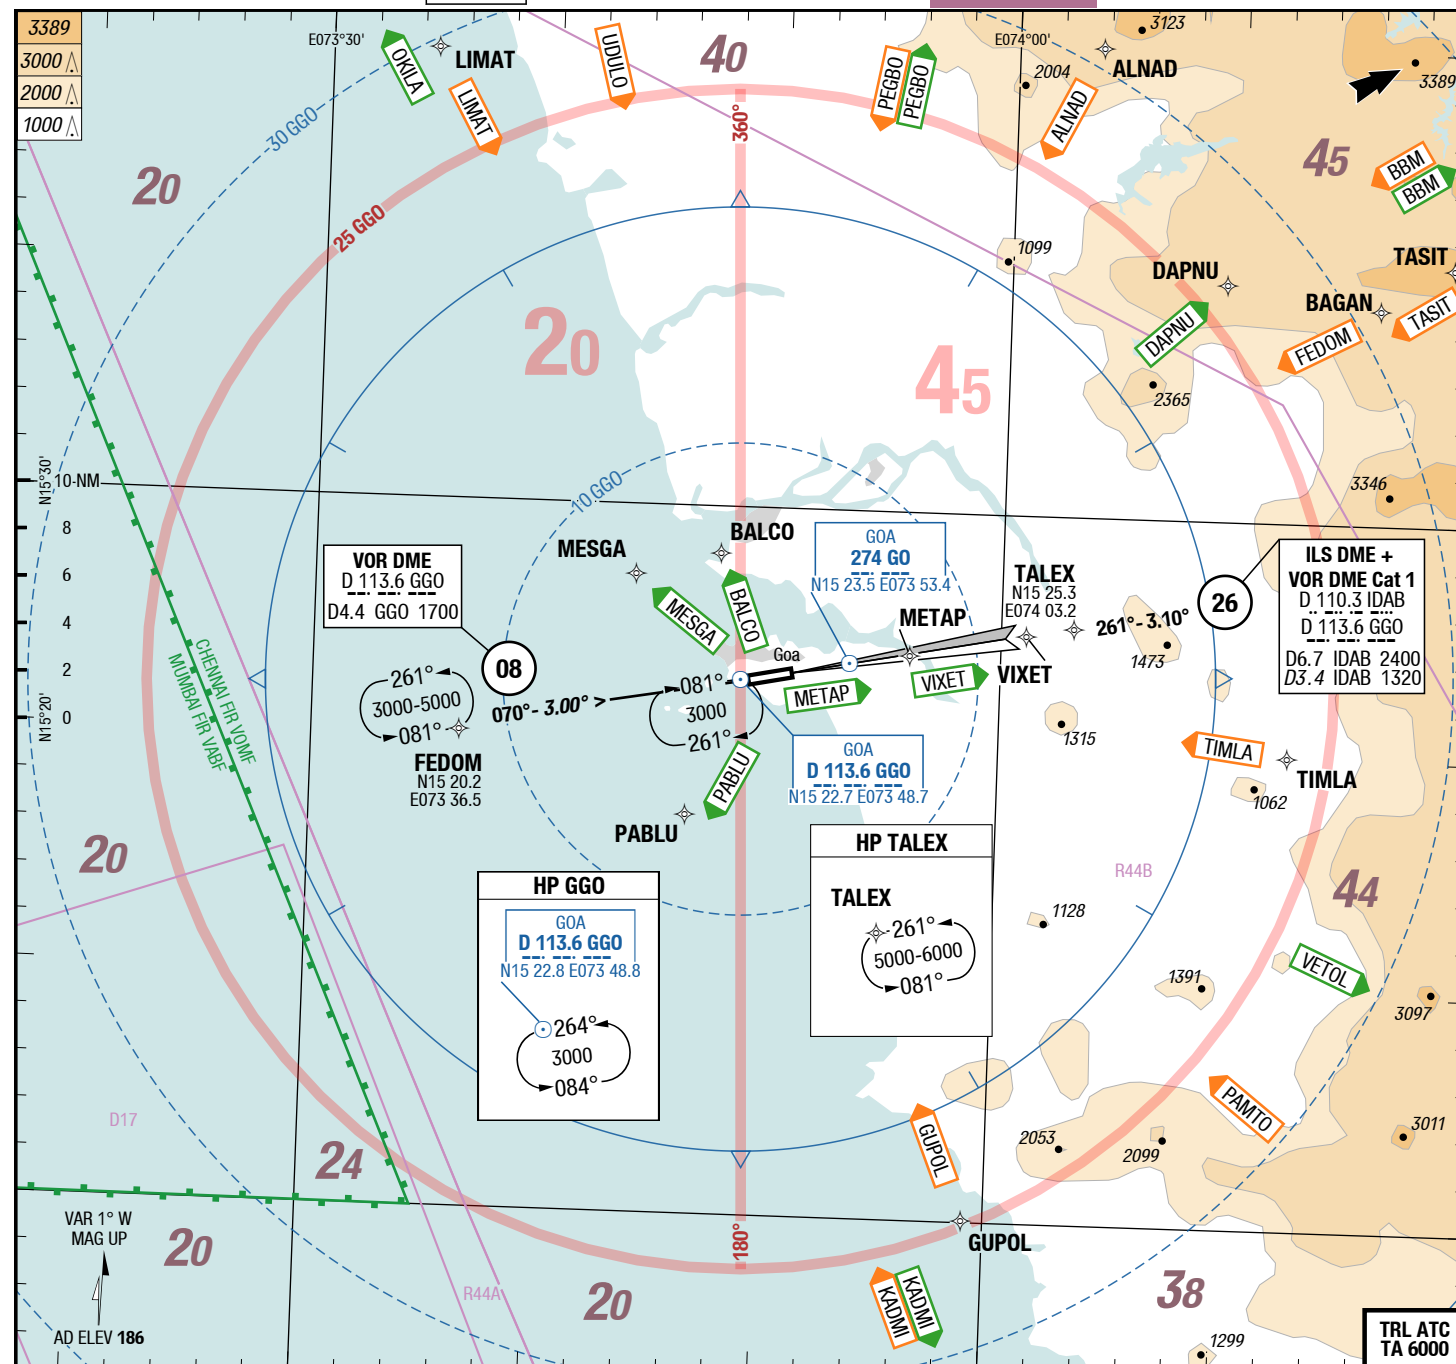 3389
3000
2000
1000
E073°30'
LIMAT
OKILA
LIMAT
UDULO
40
PEGBO
PEGBO
E074°00'
2004
3123
ALNAD
ALNAD
3389
45
BBM
BBM
30 GGO
20
25 GGO
360°
1099
DAPNU
DAPNU
TASIT
BAGAN
TASIT
FEDOM
20
45
2365
N15°30'
10-NM
8
6
4
2
0
N15°20'
10 GGO
3346
VOR DME
D 113.6 GGO
D4.4 GGO 1700
08
MESGA
MESGA
BALCO
BALCO
GOA
274 GO
N15 23.5 E073 53.4
METAP
TALEX
N15 25.3
E074 03.2
261°- 3.10°
26
ILS DME +
VOR DME Cat 1
D 110.3 IDAB
D 113.6 GGO
D6.7 IDAB 2400
D3.4 IDAB 1320
1473
Goa
VIXET
VIXET
METAP
CHENNAI FIR VOMF
MUMBAI FIR VABF
261°
3000-5000
081°
FEDOM
N15 20.2
E073 36.5
070°- 3.00° >
081°
3000
261°
1315
TIMLA
TIMLA
1062
GOA
D 113.6 GGO
N15 22.7 E073 48.7
PABLU
PABLU
20
HP TALEX
TALEX
261°
5000-6000
081°
R44B
44
HP GGO
GOA
D 113.6 GGO
N15 22.8 E073 48.8
264°
3000
084°
1128
1391
VETOL
3097
D17
24
GUPOL
2053
2099
PAMTO
3011
VAR 1° W
MAG UP
20
180°
GUPOL
R44A
20
KADMI
KADMI
38
AD ELEV 186
1299
TRL ATC
TA 6000